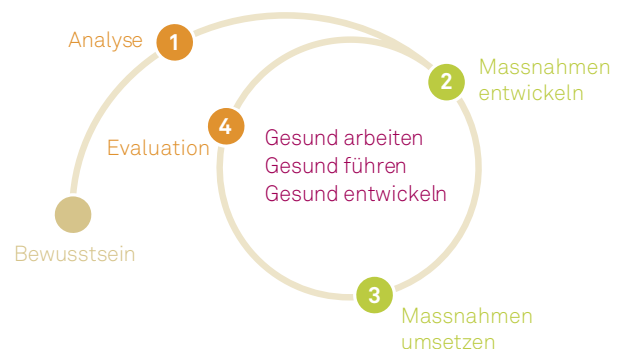 Analyse
1
2
Massnahmen
entwickeln
4
Evaluation
Gesund arbeiten
Gesund führen
Gesund entwickeln
Bewusstsein
3
Massnahmen
umsetzen